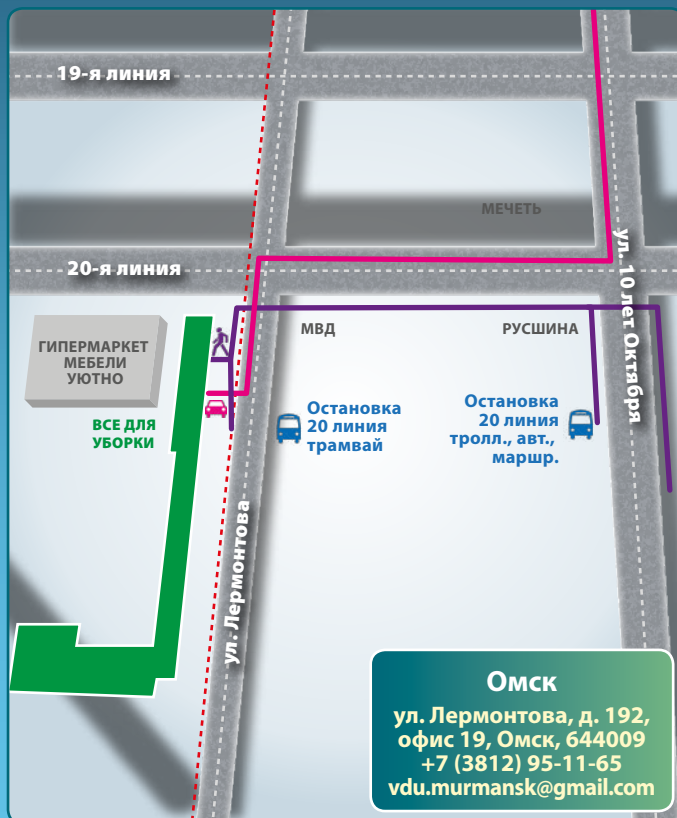 19-я линия
МЕЧЕТЬ
20-я линия
ул. 10 лет Октября
МВД
РУСШИНА
ГИПЕРМАРКЕТ
МЕБЕЛИ
УЮТНО
ВСЕ ДЛЯ
УБОРКИ
Остановка
20 линия
трамвай
Остановка
20 линия
тролл., авт.,
маршр.
ул. Лермонтова
Омск
ул. Лермонтова, д. 192,
офис 19, Омск, 644009
+7 (3812) 95-11-65
vdu.murmansk@gmail.com